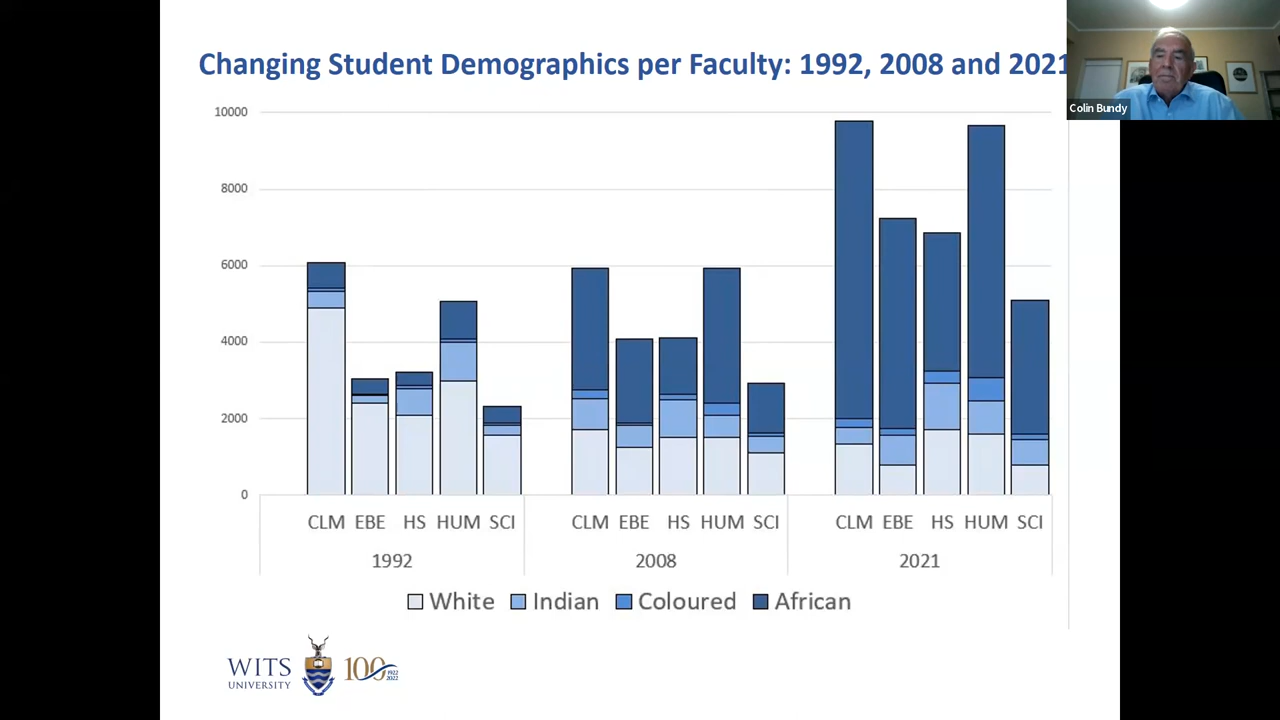 Changing Student Demographics per Faculty: 1992, 2008 and 2021
Colin Bundy
10000
8000
6000
4000
2000
0
CLM EBE HS HUM SCI CLM EBE HS HUM SCI CLM EBE HS HUM SCI
1992 2008 2021
White Indian Coloured African
WITS
UNIVERSITY
100
1922
2022